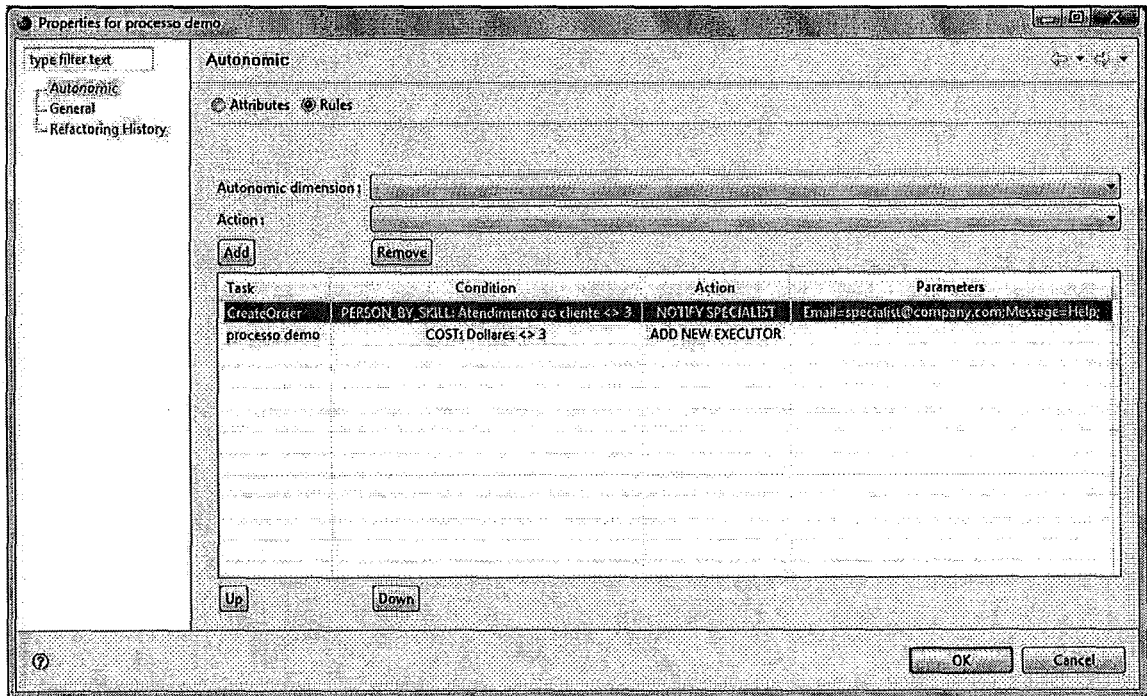 Properties for processo demo
type filter text
Autonomic
General
Refactoring History
Autonomic
Attributes Rules
Autonomic dimension:
Action:
Add Remove
Task Condition Action Parameters
CreateOrder PERSON_BY_SKILL: Atendimento ao cliente <> 3 NOTIFY SPECIALIST Email=specialist@company.com;Message=Help;
processo demo COST: Dollares <> 3 ADD NEW EXECUTOR
Up Down
OK Cancel